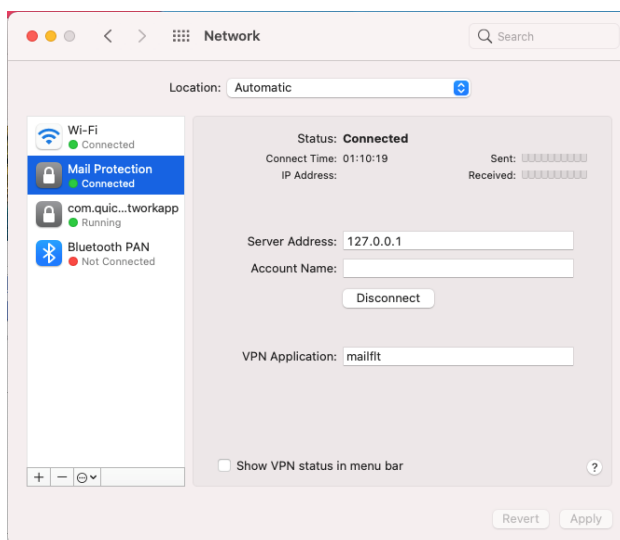 Network
Search
Location: Automatic
Wi-Fi
Connected
Mail Protection
Connected
com.quic...tworkapp
Running
Bluetooth PAN
Not Connected
Status: Connected
Connect Time: 01:10:19
Sent:
IP Address:
Received:
Server Address: 127.0.0.1
Account Name:
Disconnect
VPN Application: mailflt
Show VPN status in menu bar
?
Revert
Apply